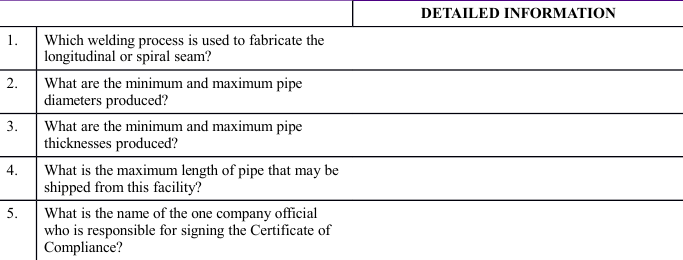 DETAILED INFORMATION
1. Which welding process is used to fabricate the
longitudinal or spiral seam?
2. What are the minimum and maximum pipe
diameters produced?
3. What are the minimum and maximum pipe
thicknesses produced?
4. What is the maximum length of pipe that may be
shipped from this facility?
5. What is the name of the one company official
who is responsible for signing the Certificate of
Compliance?